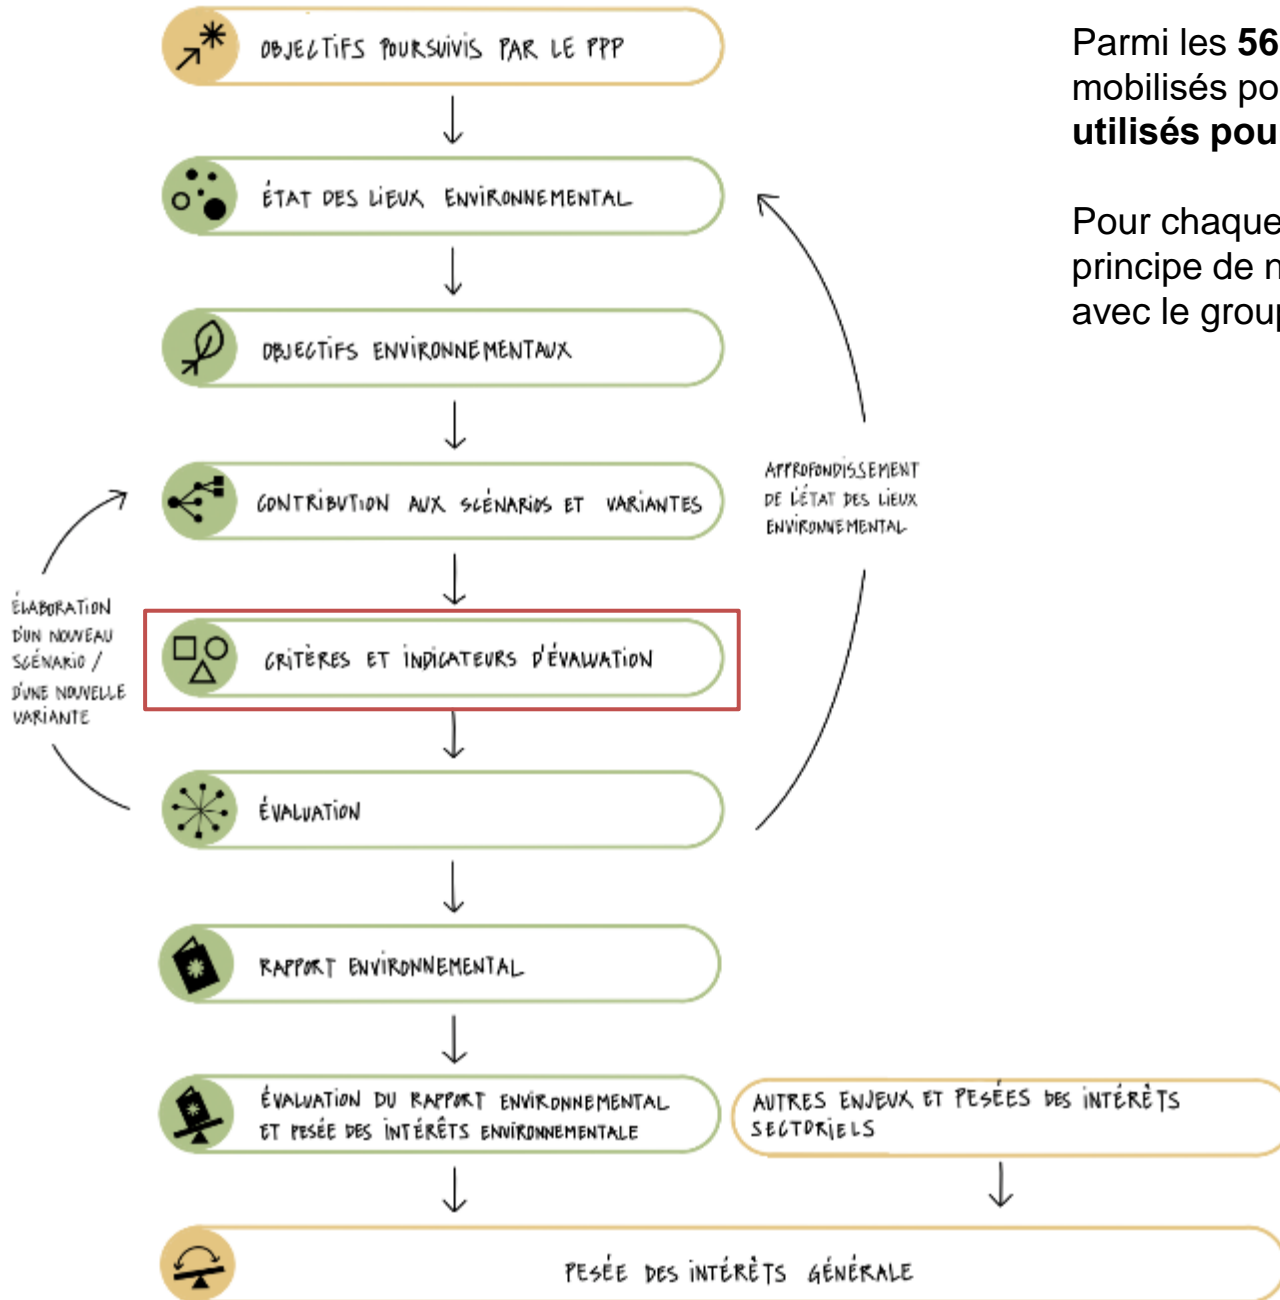 OBJECTIFS POURSUIVIS PAR LE PPP
ÉTAT DES LIEUX ENVIRONNEMENTAL
OBJECTIFS ENVIRONNEMENTAUX
CONTRIBUTION AUX SCÉNARIOS ET VARIANTES
CRITÈRES ET INDICATEURS D'ÉVALUATION
ÉVALUATION
RAPPORT ENVIRONNEMENTAL
ÉVALUATION DU RAPPORT ENVIRONNEMENTAL
ET PESÉE DES INTÉRÊTS ENVIRONNEMENTALE
AUTRES ENJEUX ET PESÉES DES INTÉRÊTS
SECTORIELS
PESÉE DES INTÉRÊTS GÉNÉRALE
ÉLABORATION
D'UN NOUVEAU
SCÉNARIO /
D'UNE NOUVELLE
VARIANTE
APPROFONDISSEMENT
DE L'ÉTAT DES LIEUX
ENVIRONNEMENTAL
Parmi les 56
mobilisés
utilisés
Pour chaque
principe de
avec le